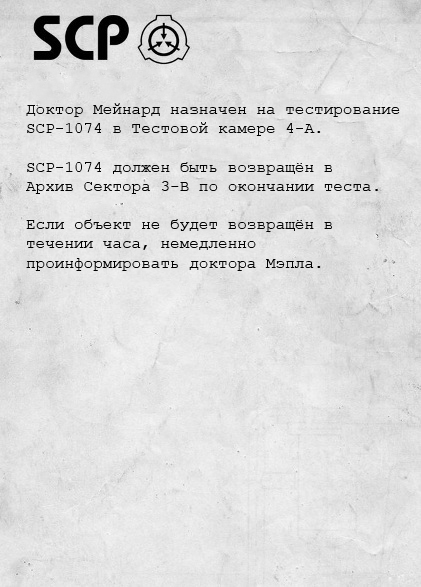 SCP
Доктор Мейнард назначен на тестирование
SCP-1074 в Тестовой камере 4-А.
SCP-1074 должен быть возвращён в
Архив Сектора 3-В по окончании теста.
Если объект не будет возвращён в
течении часа, немедленно
проинформировать доктора Мэпла.